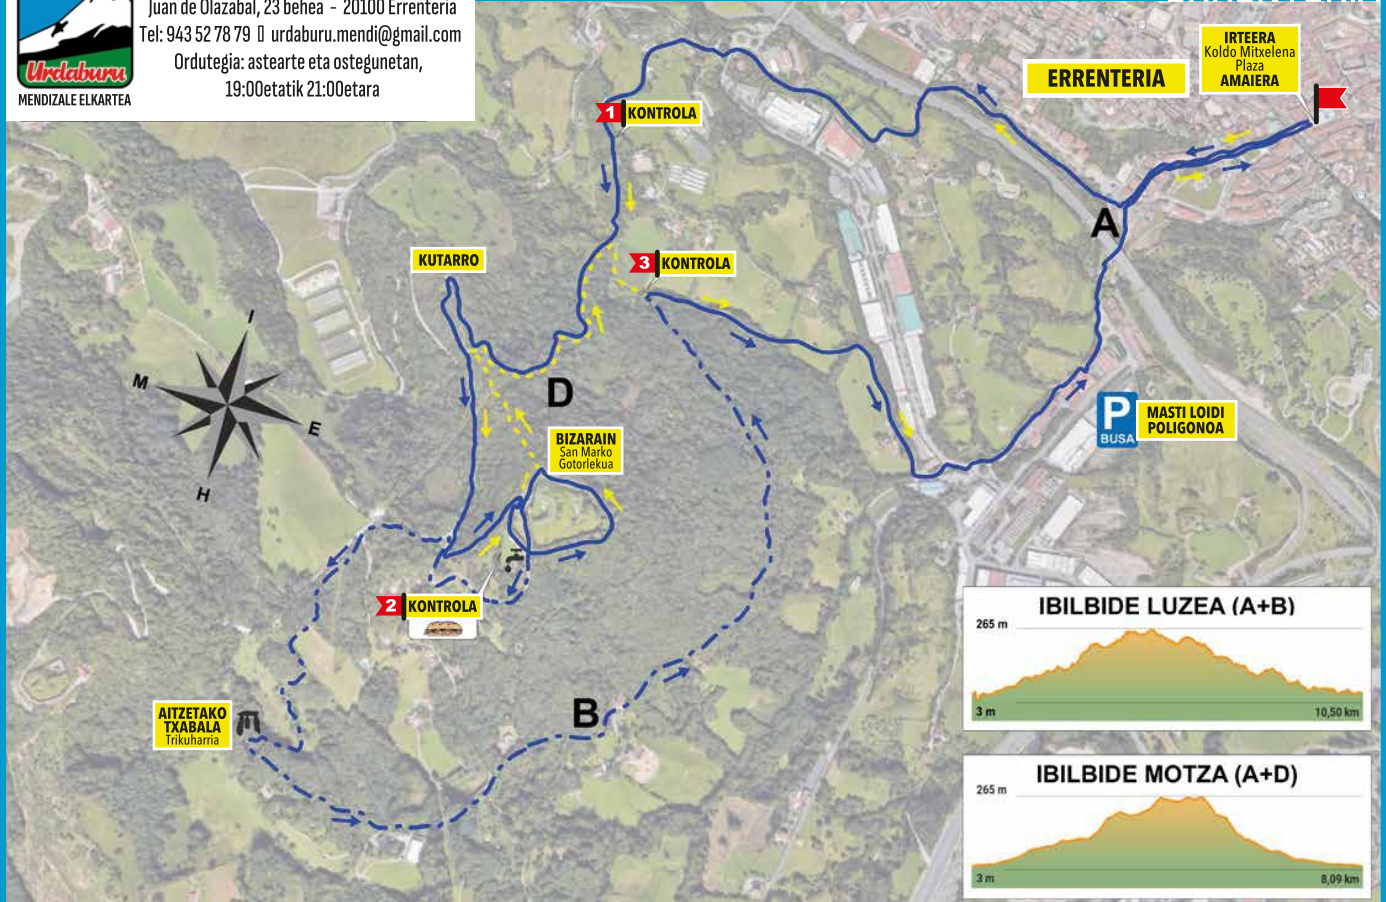 Juan de Olazabal, 23 behea - 20100 Errenteria
Tel: 943 52 78 79 ▯ urdaburu.mendi@gmail.com
Ordutegia: astearte eta ostegunetan,
19:00etatik 21:00etara
Urdaburu
MENDIZALE ELKARTEA
IRTEERA
Koldo Mitxelena
Plaza
AMAIERA
ERRENTERIA
1 KONTROLA
A
KUTARRO
3 KONTROLA
I
M
E
H
D
P
BUSA
MASTI LOIDI
POLIGONOA
BIZARAIN
San Marko
Gotorlekua
2 KONTROLA
AITZETAKO
TXABALA
Trikuharria
B
IBILBIDE LUZEA (A+B)
265 m
3 m
10,50 km
IBILBIDE MOTZA (A+D)
265 m
3 m
8,09 km